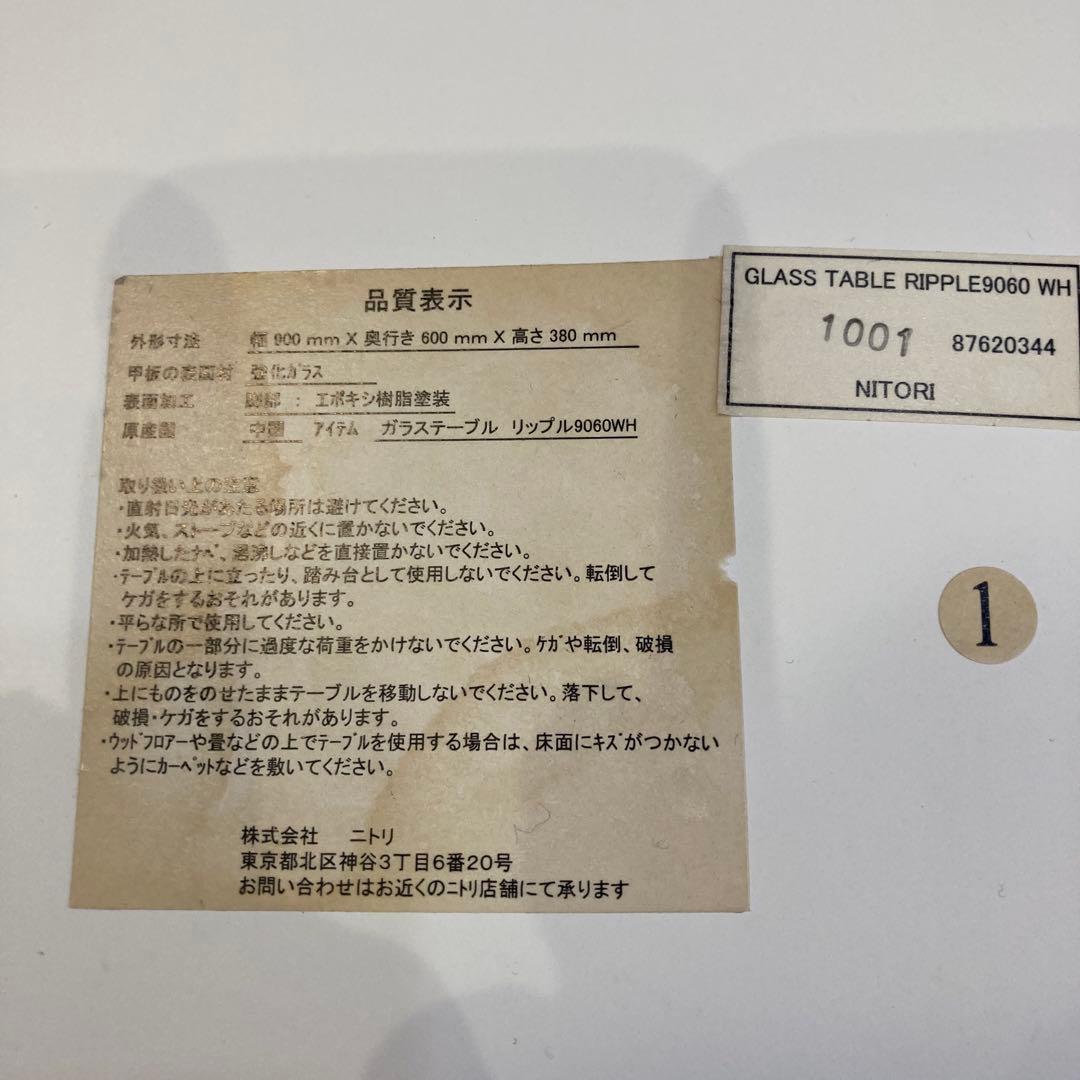 品質表示
外形寸法 幅 900 mm X 奥行き 600 mm X 高さ 380 mm
甲板の表面材 強化ガラス
表面加工 脚部 : エポキシ樹脂塗装
原産国 中国 アイテム ガラステーブル リップル9060WH
取り扱い上の注意
・直射日光があたる場所は避けてください。
・火気、ストーブなどの近くに置かないでください。
・加熱したナベ、湯沸しなどを直接置かないでください。
・テーブルの上に立ったり、踏み台として使用しないでください。転倒して
ケガをするおそれがあります。
・平らな所で使用してください。
・テーブルの一部分に過度な荷重をかけないでください。ケガや転倒、破損
の原因となります。
・上にものをのせたままテーブルを移動しないでください。落下して、
破損・ケガをするおそれがあります。
・ウッドフロアーや畳などの上でテーブルを使用する場合は、床面にキズがつかない
ようにカーペットなどを敷いてください。
株式会社 ニトリ
東京都北区神谷3丁目6番20号
お問い合わせはお近くのニトリ店舗にて承ります
GLASS TABLE RIPPLE9060 WH
1001 87620344
NITORI
1